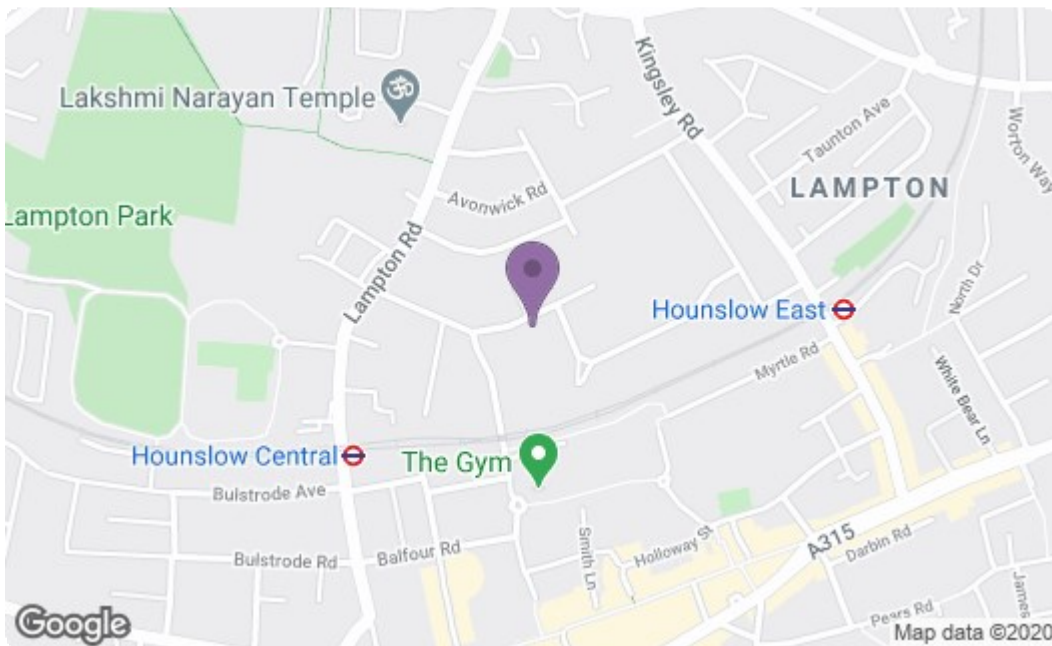 Lakshmi Narayan Temple
Kingsley Rd
Taunton Ave
Worton Way
LAMPTON
Avonwick Rd
Lampton Park
Lampton Rd
North Dr
Hounslow East
Myrtle Rd
White Bear Ln
Hounslow Central
The Gym
Bulstrode Ave
A315
Smith Ln
Holloway St
Darbin Rd
Balfour Rd
Bulstrode Rd
James
Pears Rd
Google
Map data ©2020